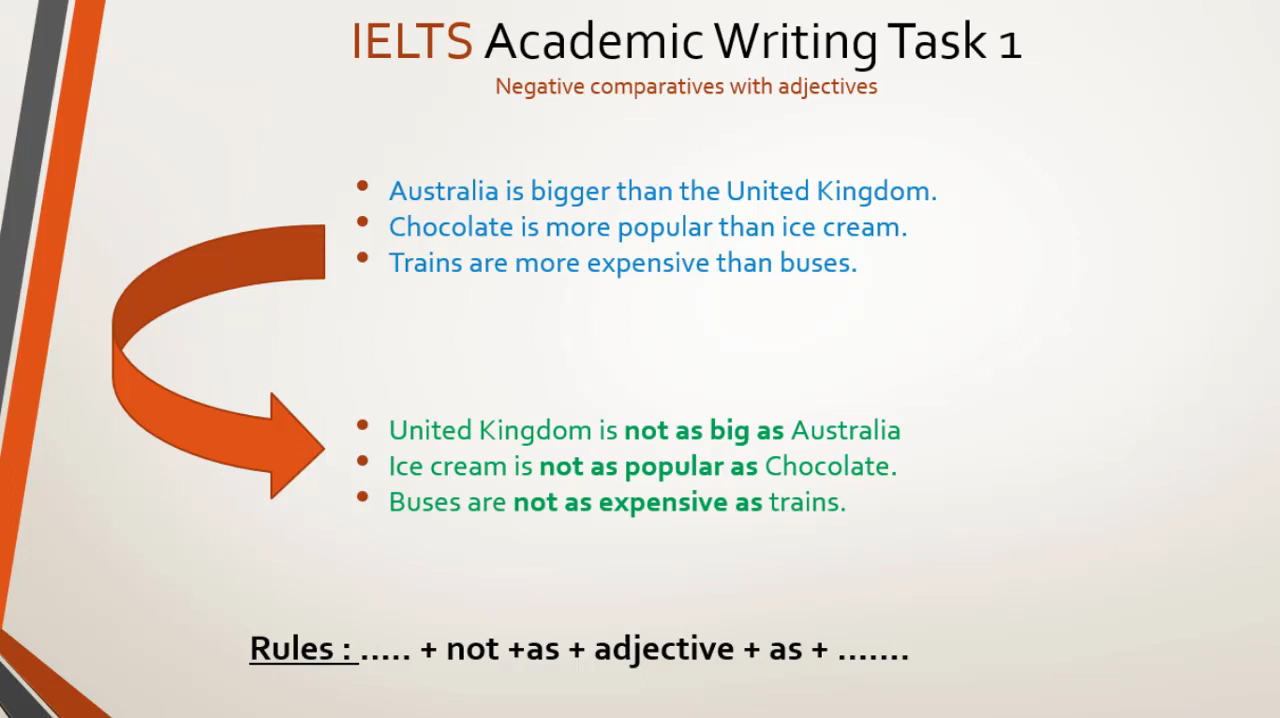 IELTS Academic Writing Task 1
Negative comparatives with adjectives
• Australia is bigger than the United Kingdom.
• Chocolate is more popular than ice cream.
• Trains are more expensive than buses.
• United Kingdom is not as big as Australia
• Ice cream is not as popular as Chocolate.
• Buses are not as expensive as trains.
Rules : ..... + not +as + adjective + as + .......